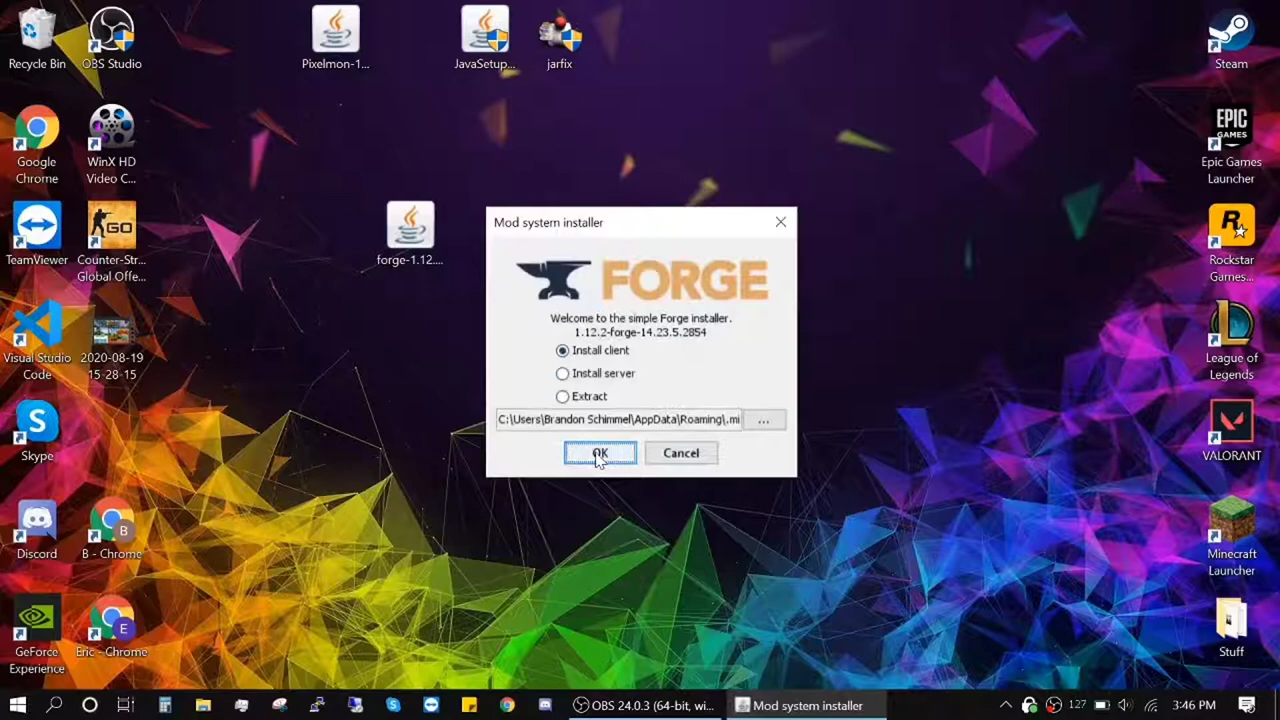 Recycle Bin
OBS Studio
Pixelmon-1...
JavaSetup...
jarfix
Steam
Google
Chrome
WinX HD
Video C...
EPIC
GAMES
Epic Games
Launcher
TeamViewer
GO
Counter-Str...
Global Offe...
forge-1.12....
R
Rockstar
Games...
Mod system installer
FORGE
Welcome to the simple Forge installer.
1.12.2-forge-14.23.5.2854
Install client
Install server
Extract
C:\Users\Brandon Schimmel\AppData\Roaming\.mi
...
OK
Cancel
Visual Studio
Code
2020-08-19
15-28-15
League of
Legends
Skype
VALORANT
Discord
B
B - Chrome
Minecraft
Launcher
GeForce
Experience
E
Eric - Chrome
Stuff
OBS 24.0.3 (64-bit, wi...
Mod system installer
127
3:46 PM